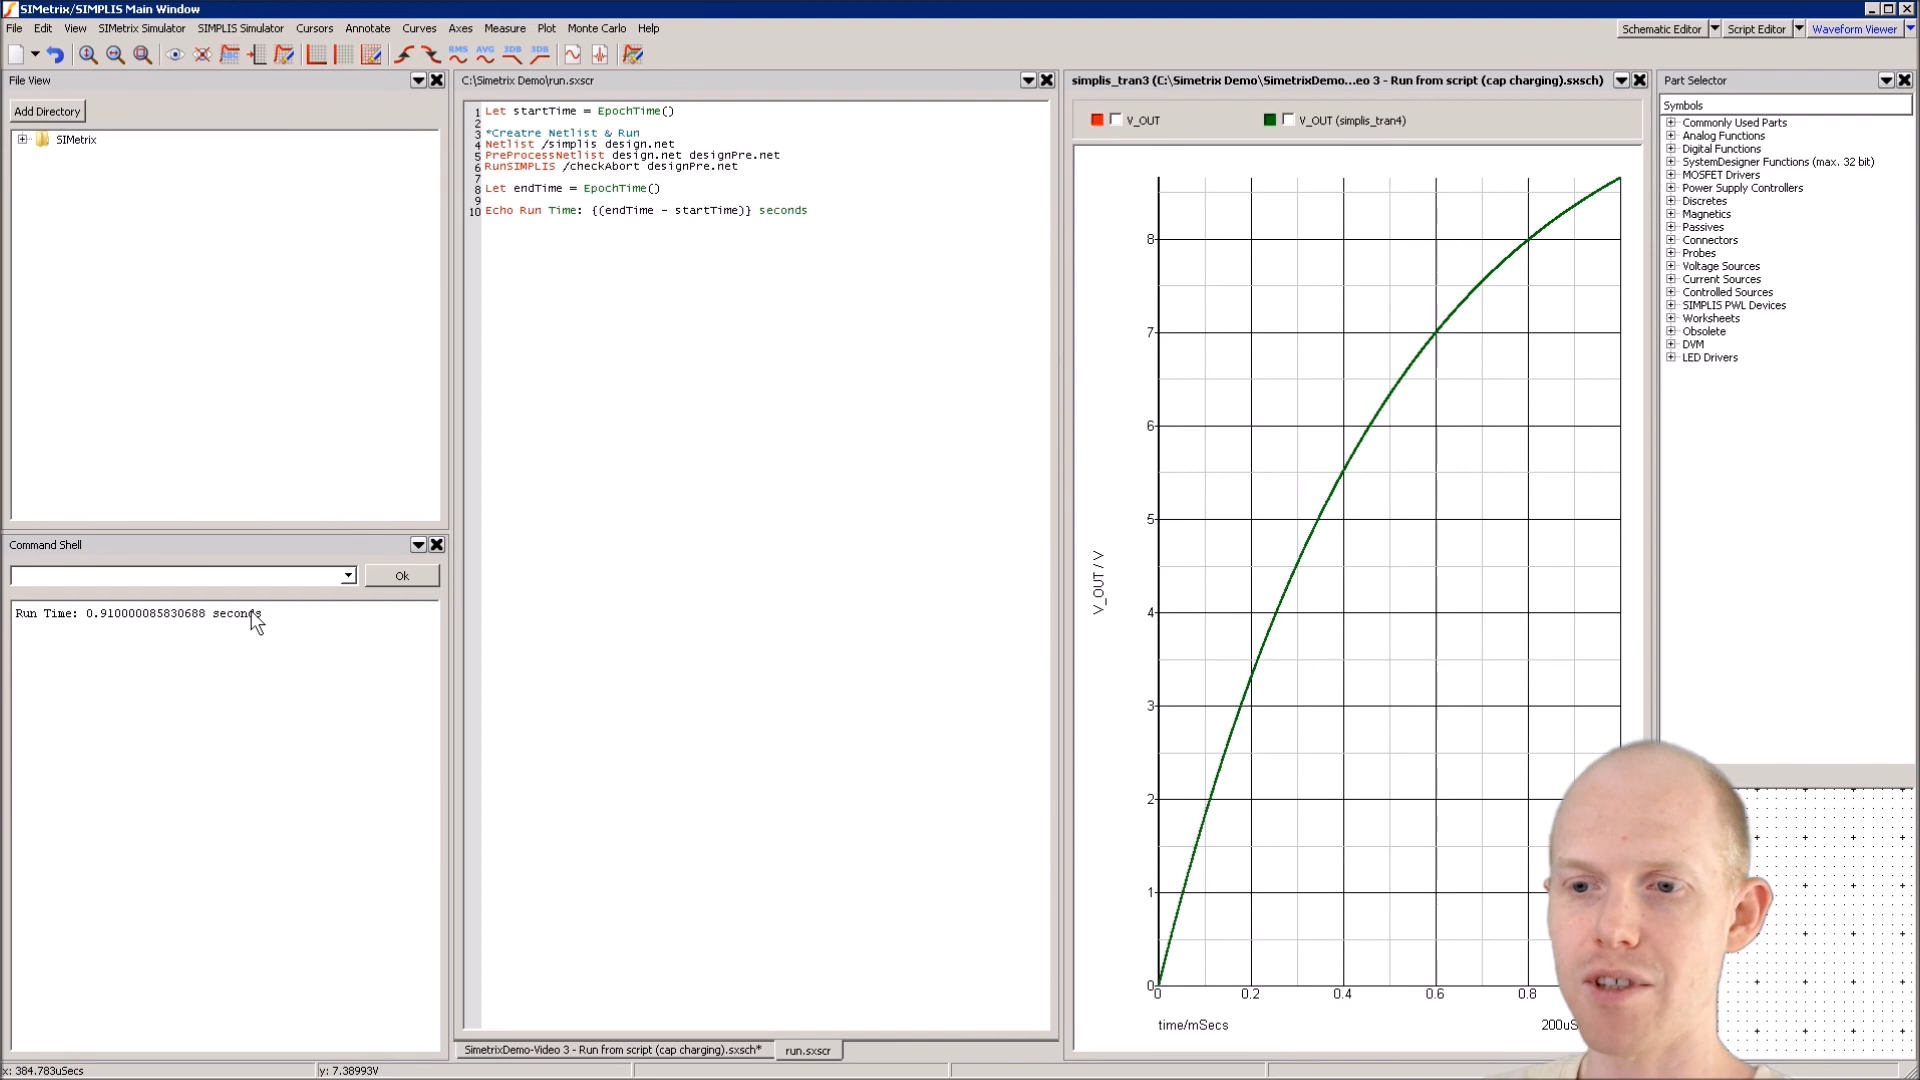 SIMetrix/SIMPLIS Main Window
File Edit View SIMetrix Simulator SIMPLIS Simulator Cursors Annotate Curves Axes Measure Plot Monte Carlo Help
Schematic Editor Script Editor Waveform Viewer
ABC RMS AVG 3DB 3DB
File View
Add Directory
SIMetrix
Command Shell
Ok
Run Time: 0.910000085830688 seconds
C:\Simetrix Demo\run.sxscr
1 Let startTime = EpochTime()
2
3 *Creatre Netlist & Run
4 Netlist /simplis design.net
5 PreProcessNetlist design.net designPre.net
6 RunSIMPLIS /checkAbort designPre.net
7
8 Let endTime = EpochTime()
9
10 Echo Run Time: {(endTime - startTime)} seconds
SimetrixDemo-Video 3 - Run from script (cap charging).sxsch* run.sxscr
simplis_tran3 (C:\Simetrix Demo\SimetrixDemo...eo 3 - Run from script (cap charging).sxsch)
V_OUT V_OUT (simplis_tran4)
8
7
6
5
4
3
2
1
0
V_OUT / V
0 0.2 0.4 0.6 0.8
time/mSecs
Part Selector
Symbols
Commonly Used Parts
Analog Functions
Digital Functions
SystemDesigner Functions (max. 32 bit)
MOSFET Drivers
Power Supply Controllers
Discretes
Magnetics
Passives
Connectors
Probes
Voltage Sources
Current Sources
Controlled Sources
SIMPLIS PWL Devices
Worksheets
Obsolete
DVM
LED Drivers
x: 384.783uSecs y: 7.38993V